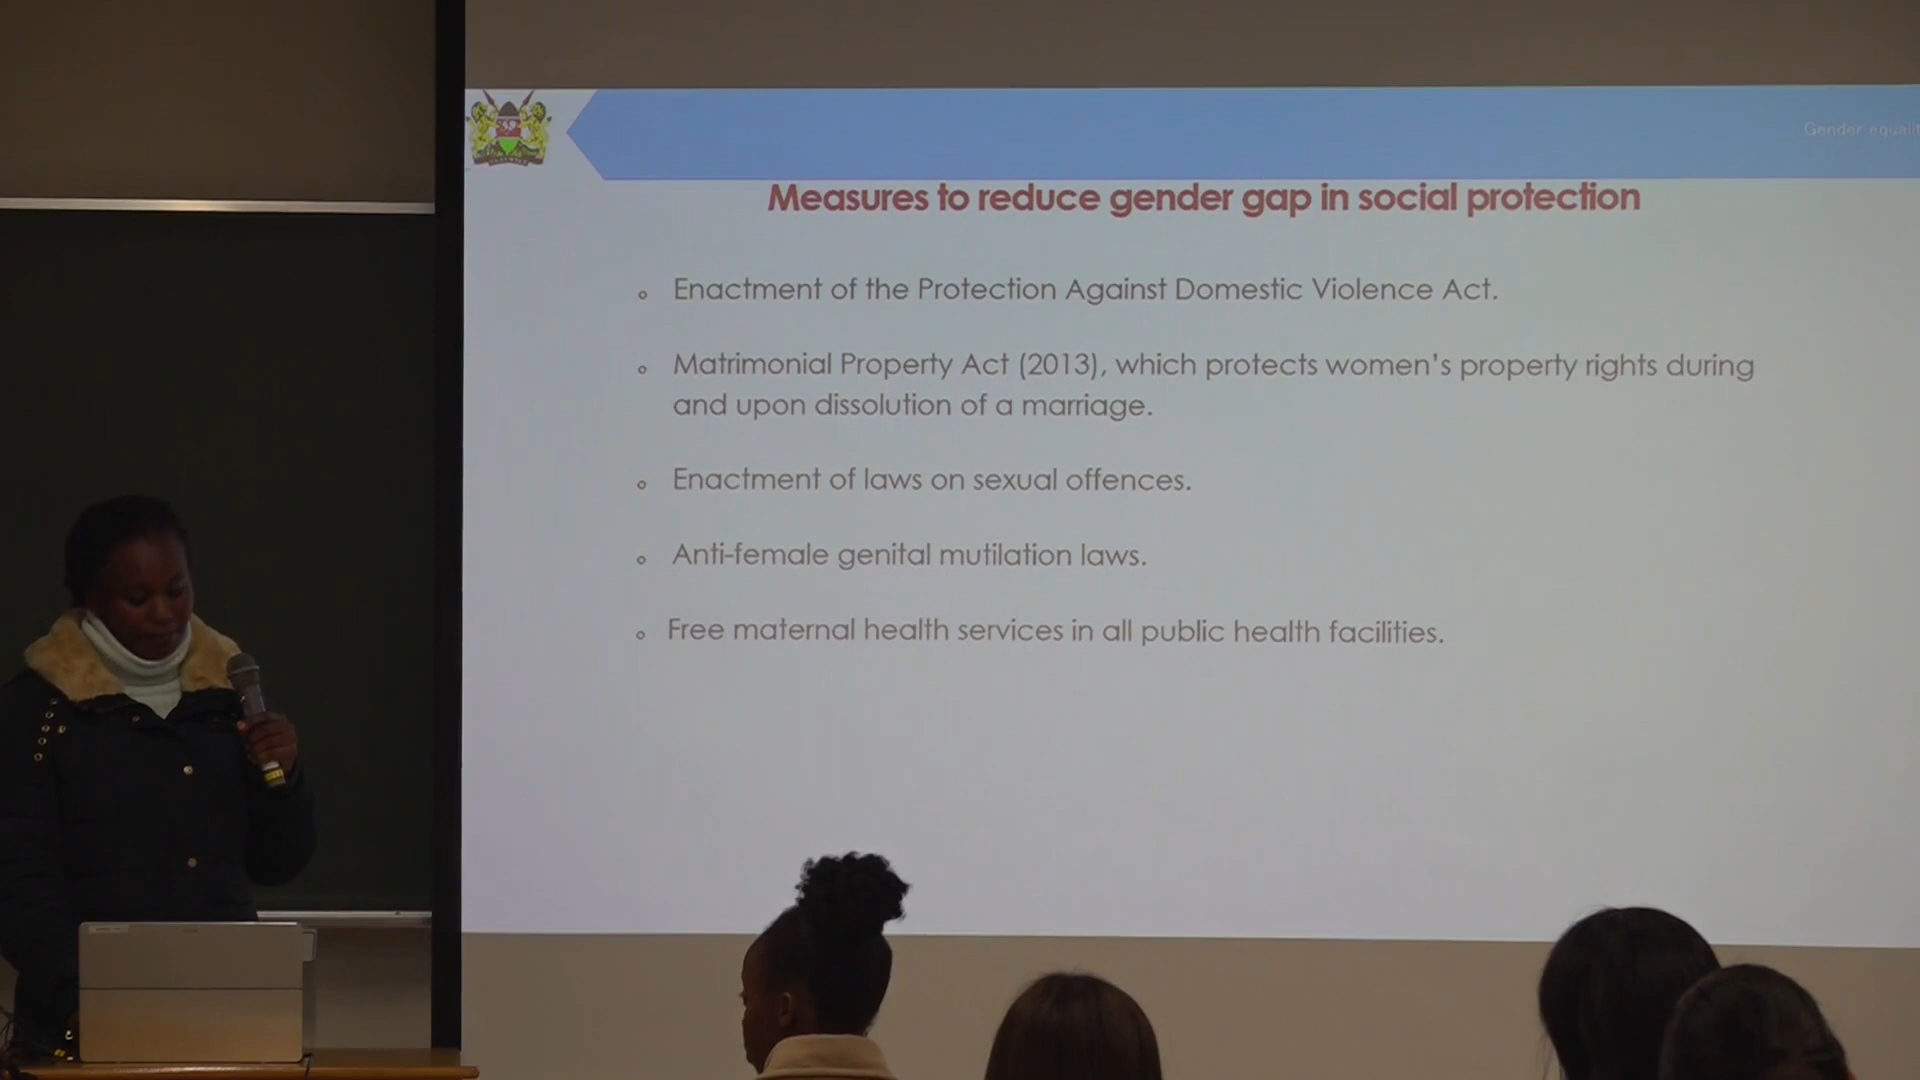 Gender equalit
Measures to reduce gender gap in social protection
Enactment of the Protection Against Domestic Violence Act.
Matrimonial Property Act (2013), which protects women's property rights during
and upon dissolution of a marriage.
Enactment of laws on sexual offences.
Anti-female genital mutilation laws.
Free maternal health services in all public health facilities.